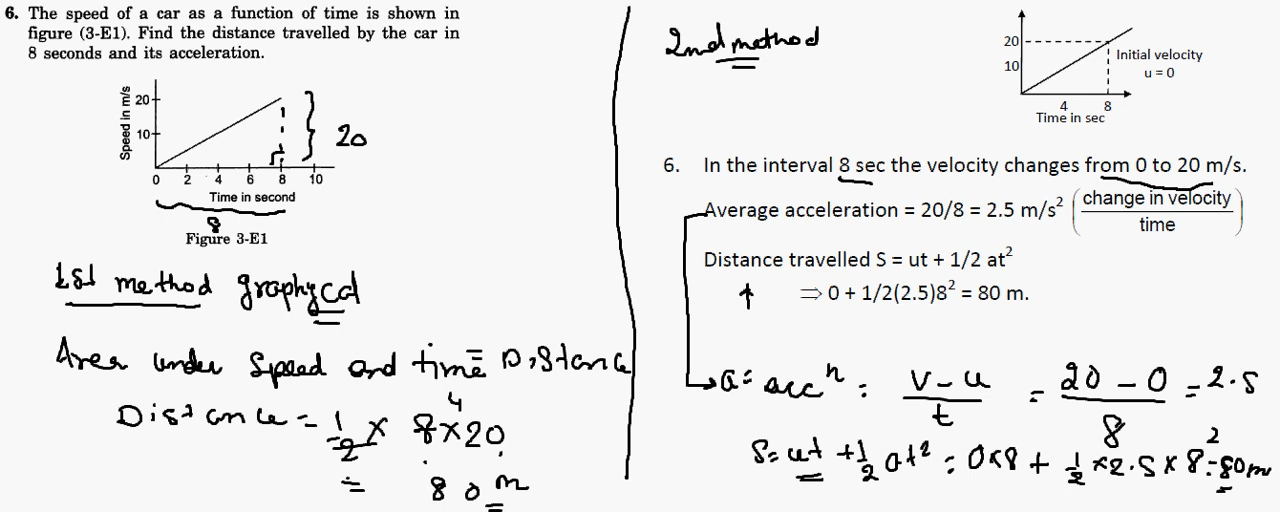 6. The speed of a car as a function of time is shown in
figure (3-E1). Find the distance travelled by the car in
8 seconds and its acceleration.
Speed in m/s
20
10
20
0 2 4 6 8 10
Time in second
8
Figure 3-E1
1st method graphycal
Area under Speed and time = Distance
Distance = 1/2 × 8×20
4
= 80 m
2nd method
20
10
Initial velocity
u = 0
4 8
Time in sec
6. In the interval 8 sec the velocity changes from 0 to 20 m/s.
Average acceleration = 20/8 = 2.5 m/s² (change in velocity/time)
Distance travelled S = ut + 1/2 at²
⇒ 0 + 1/2(2.5)8² = 80 m.
a = accⁿ = v-u/t = 20-0/8 = 2.5
S= ut + 1/2 at² = 0×8 + 1/2 ×2.5×8² = 80m